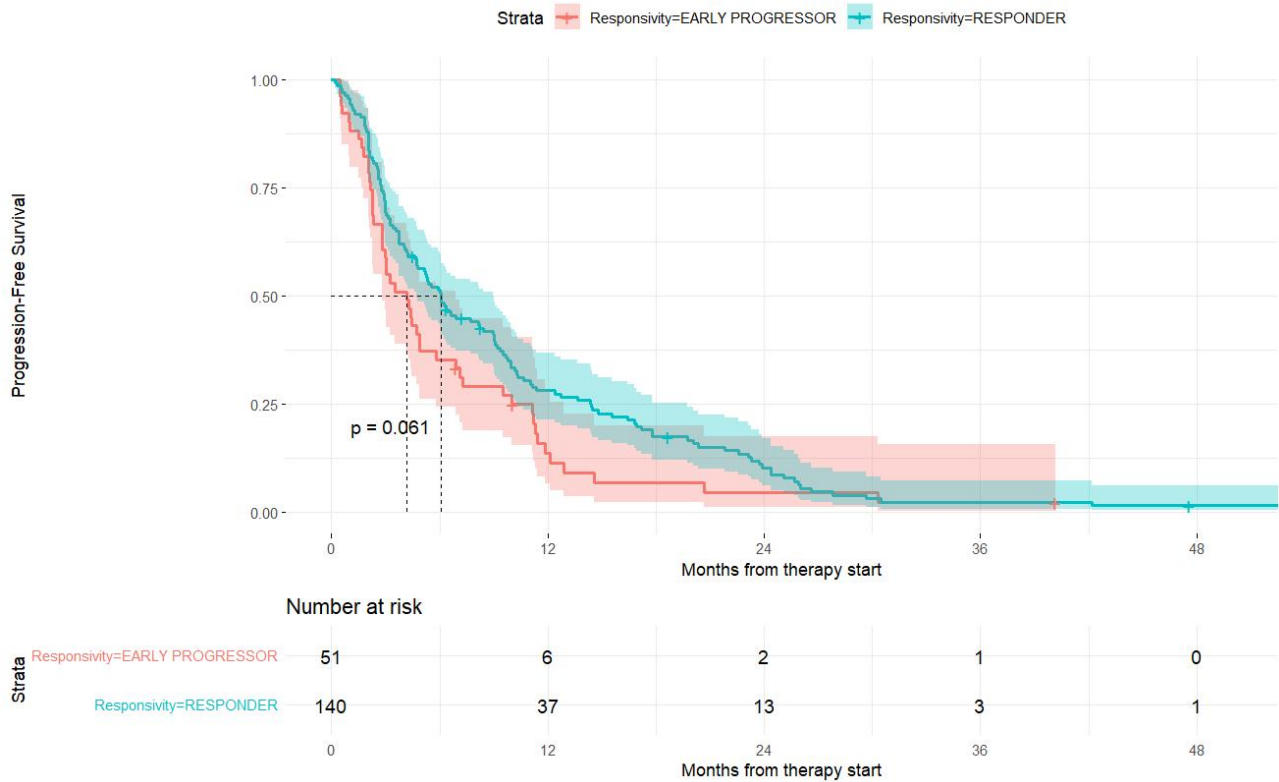 Strata Responsivity=EARLY PROGRESSOR Responsivity=RESPONDER
Progression-Free Survival
1.00
0.75
0.50
0.25
0.00
p = 0.061
0 12 24 36 48
Months from therapy start
Number at risk
Strata
Responsivity=EARLY PROGRESSOR 51 6 2 1 0
Responsivity=RESPONDER 140 37 13 3 1
0 12 24 36 48
Months from therapy start